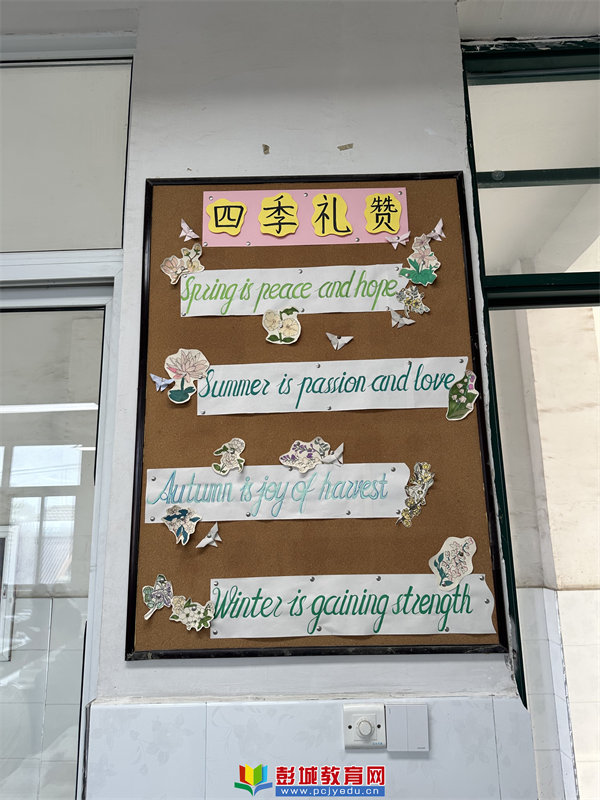 四季礼赞
Spring is peace and hope
Summer is passion and love
Autumn is joy of harvest
Winter is gaining strength
彭城教育网
www.pcjyedu.cn